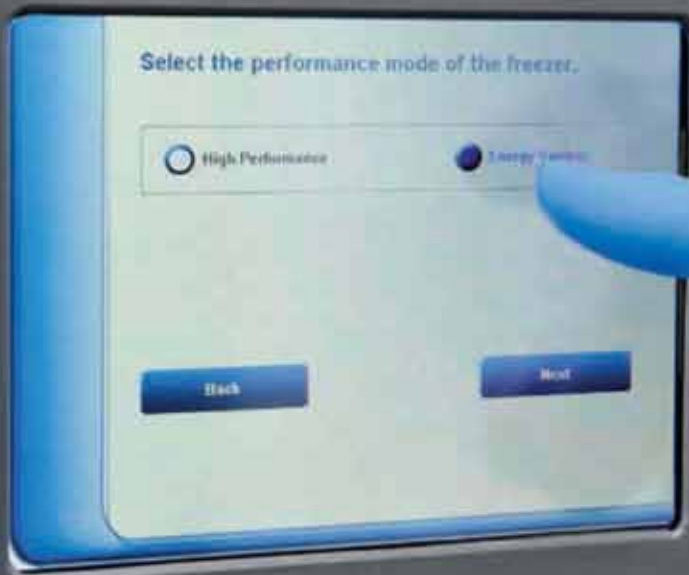 Select the performance mode of the freezer.
High Performance
Energy
Back
Next